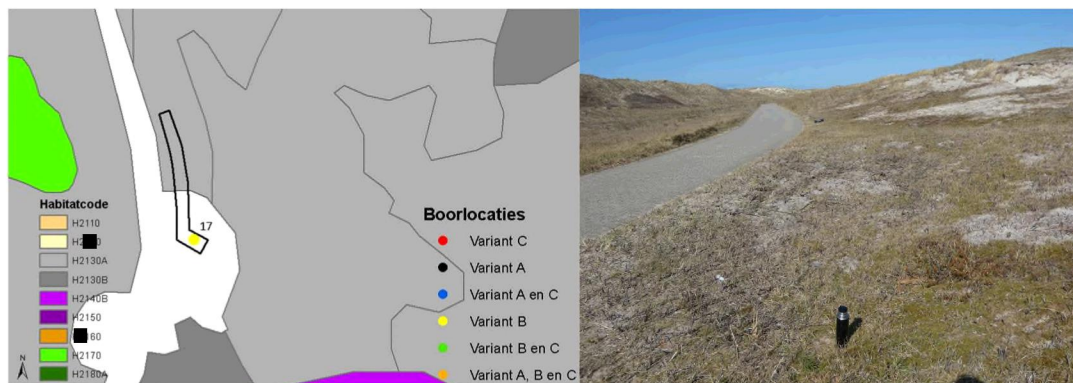 17
Habitatcode
H2110
H2130A
H2130B
H2140B
H2150
H2170
H2180A
N
Boorlocaties
Variant C
Variant A
Variant A en C
Variant B
Variant B en C
Variant A, B en C